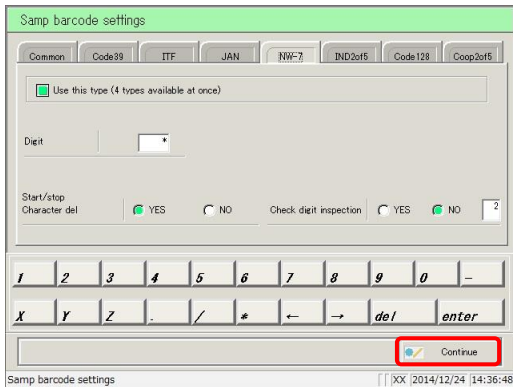 Samp barcode settings
Common Code39 ITF JAN NW-7 IND2of5 Code128 Coop2of5
Use this type (4 types available at once)
Digit *
Start/stop
Character del YES NO Check digit inspection YES NO 2
1 2 3 4 5 6 7 8 9 0 -
X Y Z . / * ← → del enter
Continue
Samp barcode settings XX 2014/12/24 14:36:48